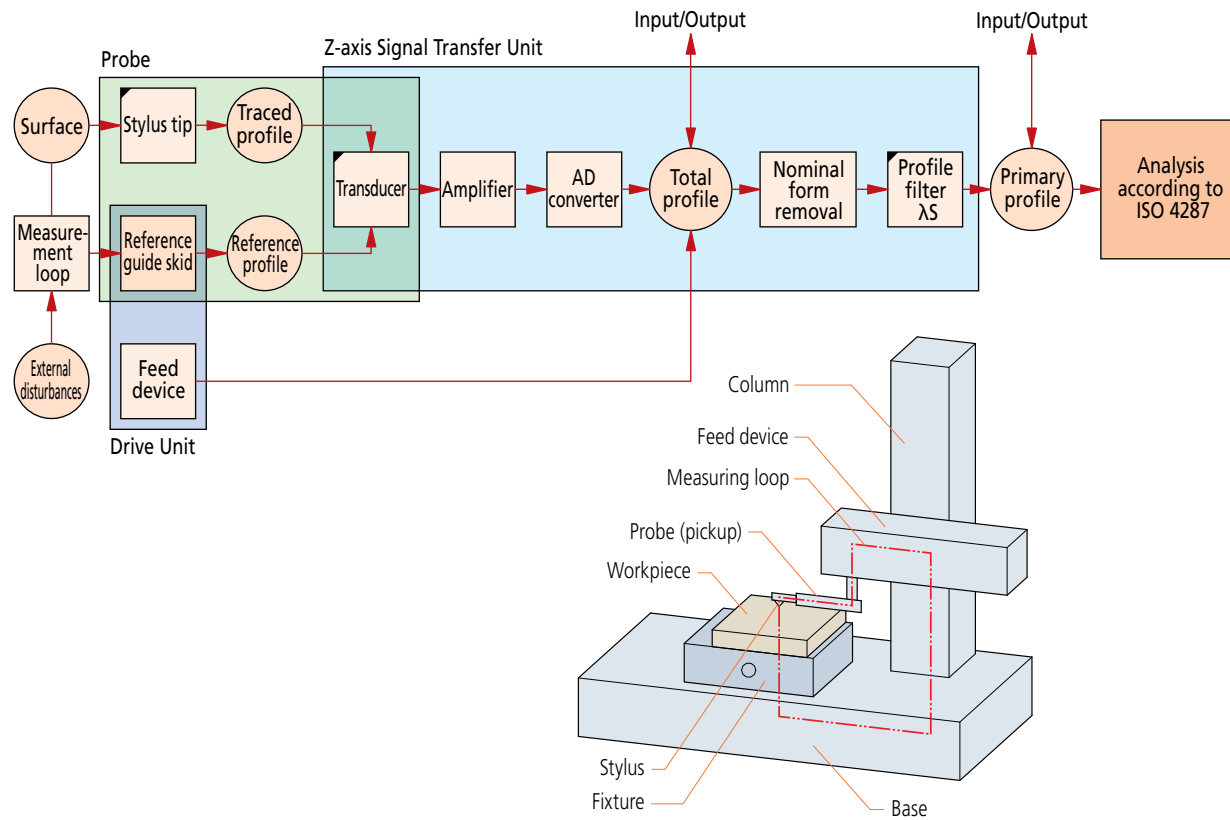 Input/Output
Input/Output
Z-axis Signal Transfer Unit
Probe
Surface
Stylus tip
Traced
profile
Transducer
Amplifier
AD
converter
Total
profile
Nominal
form
removal
Profile
filter
λS
Primary
profile
Analysis
according to
ISO 4287
Measure-
ment
loop
Reference
guide skid
Reference
profile
External
disturbances
Feed
device
Drive Unit
Column
Feed device
Measuring loop
Probe (pickup)
Workpiece
Stylus
Fixture
Base